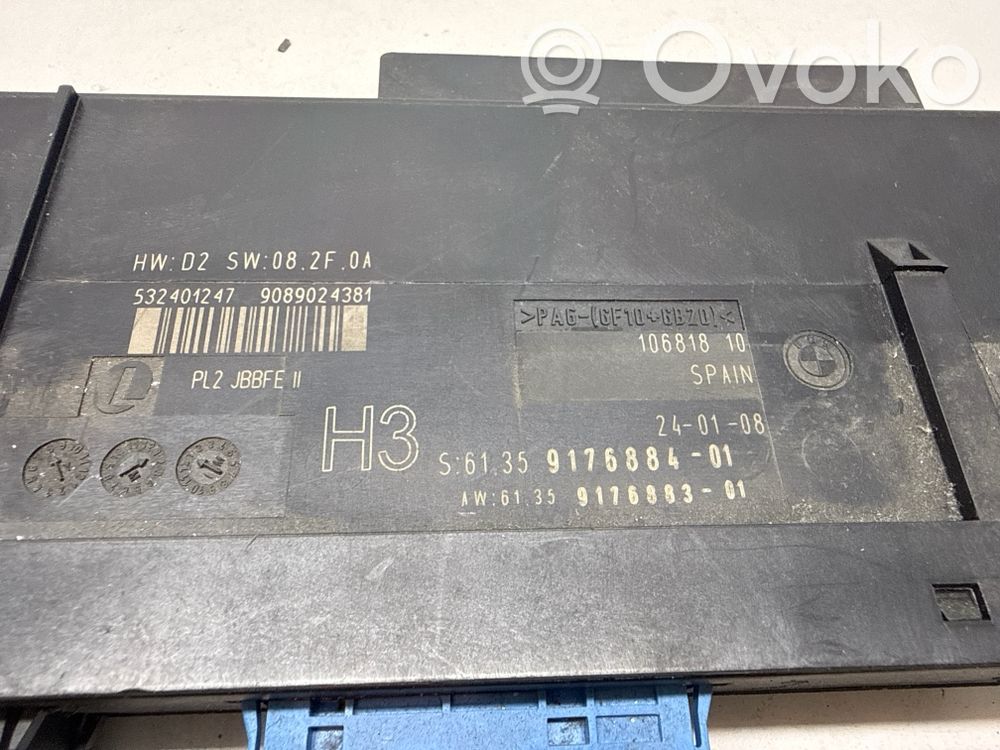 Ovoko
HW:D2 SW:08.2F.0A
532401247 9089024381
>PA6-(GF10+GB20)<
106818 10
PL2 JBBFE II
SPAIN
H3
24-01-08
S:61.35 9176884-01
AW:61.35 9176883-01